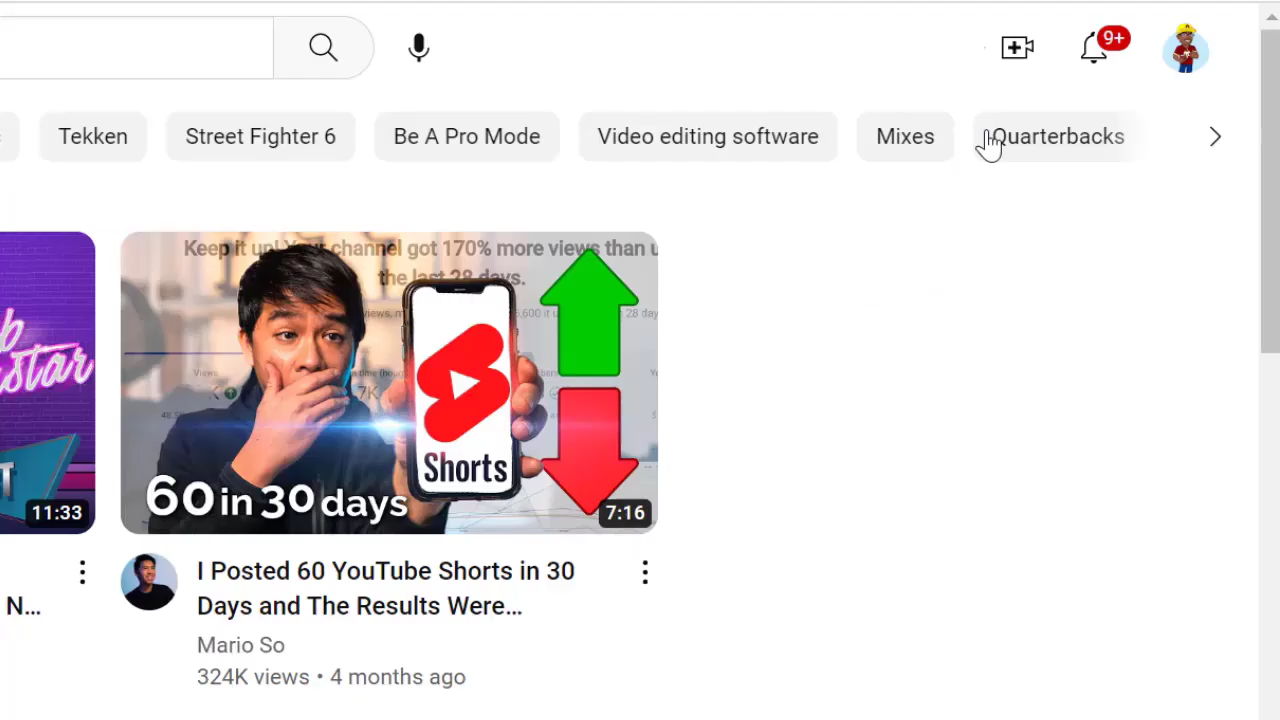 9+
Tekken
Street Fighter 6
Be A Pro Mode
Video editing software
Mixes
Quarterbacks
Keep it up! Your channel got 170% more views than u
the last 28 days.
Shorts
60 in 30 days
11:33
7:16
I Posted 60 YouTube Shorts in 30
Days and The Results Were...
N...
Mario So
324K views • 4 months ago